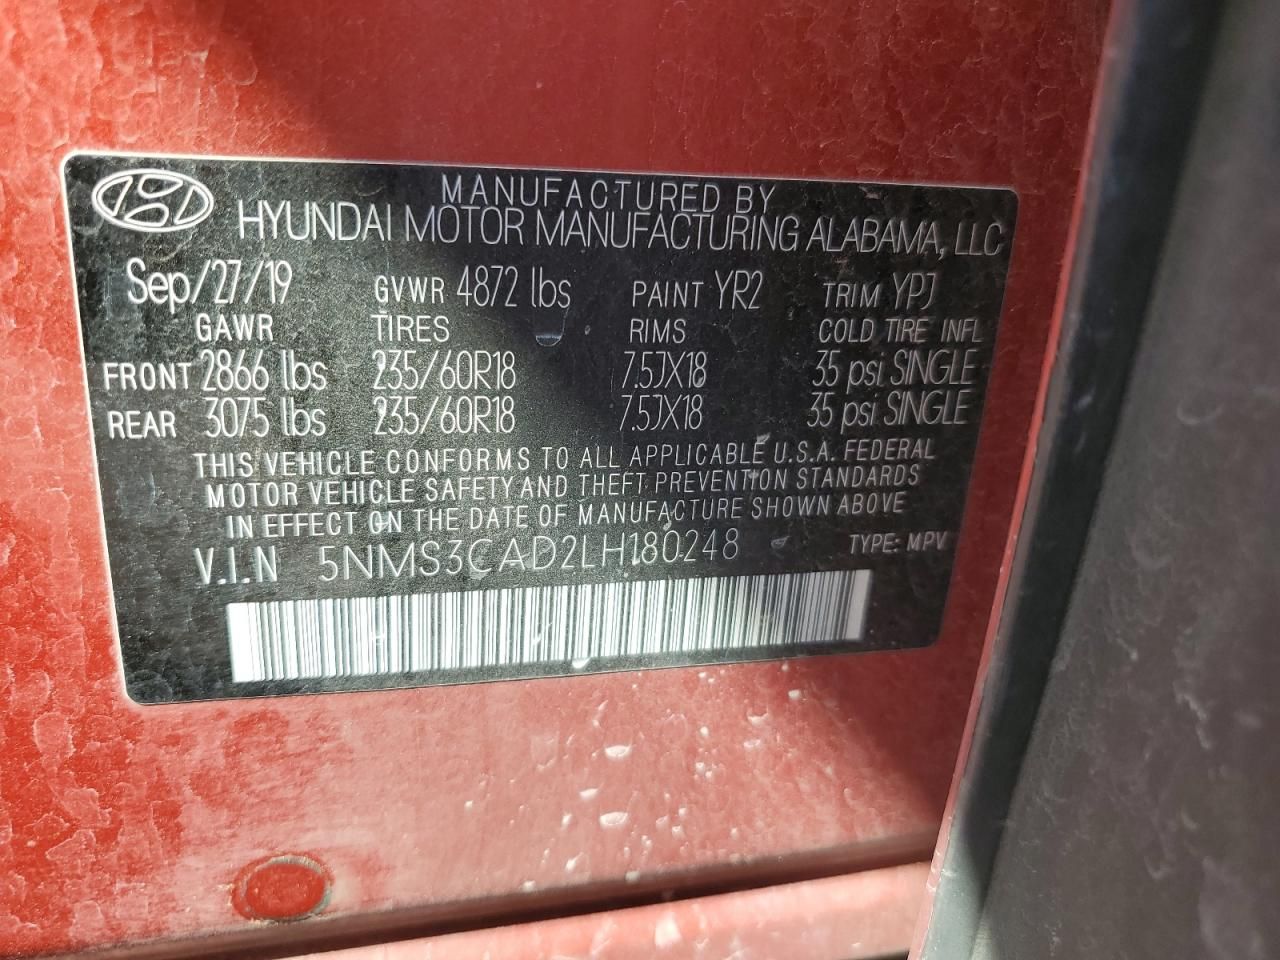 MANUFACTURED BY
HYUNDAI MOTOR MANUFACTURING ALABAMA, LLC
Sep/27/19 GVWR 4872 lbs PAINT YR2 TRIM YPJ
GAWR TIRES RIMS COLD TIRE INFL
FRONT 2866 lbs 235/60R18 7.5JX18 35 psi SINGLE
REAR 3075 lbs 235/60R18 7.5JX18 35 psi SINGLE
THIS VEHICLE CONFORMS TO ALL APPLICABLE U.S.A. FEDERAL
MOTOR VEHICLE SAFETY AND THEFT PREVENTION STANDARDS
IN EFFECT ON THE DATE OF MANUFACTURE SHOWN ABOVE
V.I.N 5NMS3CAD2LH180248 TYPE: MPV